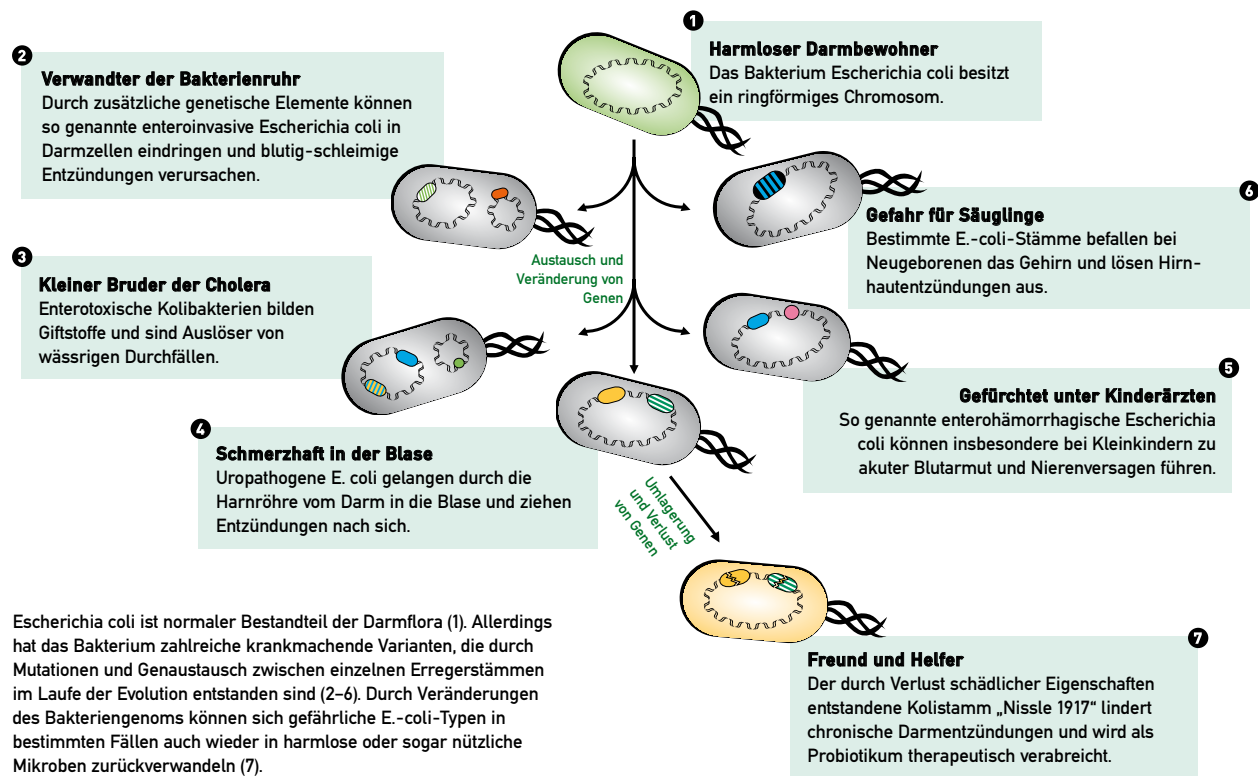 1
Harmloser Darmbewohner
Das Bakterium Escherichia coli besitzt
ein ringförmiges Chromosom.
2
Verwandter der Bakterienruhr
Durch zusätzliche genetische Elemente können
so genannte enteroinvasive Escherichia coli in
Darmzellen eindringen und blutig-schleimige
Entzündungen verursachen.
3
Kleiner Bruder der Cholera
Enterotoxische Kolibakterien bilden
Giftstoffe und sind Auslöser von
wässrigen Durchfällen.
Austausch und
Veränderung von
Genen
4
Schmerzhaft in der Blase
Uropathogene E. coli gelangen durch die
Harnröhre vom Darm in die Blase und ziehen
Entzündungen nach sich.
5
Gefürchtet unter Kinderärzten
So genannte enterohämorrhagische Escherichia
coli können insbesondere bei Kleinkindern zu
akuter Blutarmut und Nierenversagen führen.
6
Gefahr für Säuglinge
Bestimmte E.-coli-Stämme befallen bei
Neugeborenen das Gehirn und lösen Hirn-
hautentzündungen aus.
Umlagerung
und Verlust
von Genen
7
Freund und Helfer
Der durch Verlust schädlicher Eigenschaften
entstandene Kolistamm „Nissle 1917“ lindert
chronische Darmentzündungen und wird als
Probiotikum therapeutisch verabreicht.
Escherichia coli ist normaler Bestandteil der Darmflora (1). Allerdings
hat das Bakterium zahlreiche krankmachende Varianten, die durch
Mutationen und Genaustausch zwischen einzelnen Erregerstämmen
im Laufe der Evolution entstanden sind (2–6). Durch Veränderungen
des Bakteriengenoms können sich gefährliche E.-coli-Typen in
bestimmten Fällen auch wieder in harmlose oder sogar nützliche
Mikroben zurückverwandeln (7).